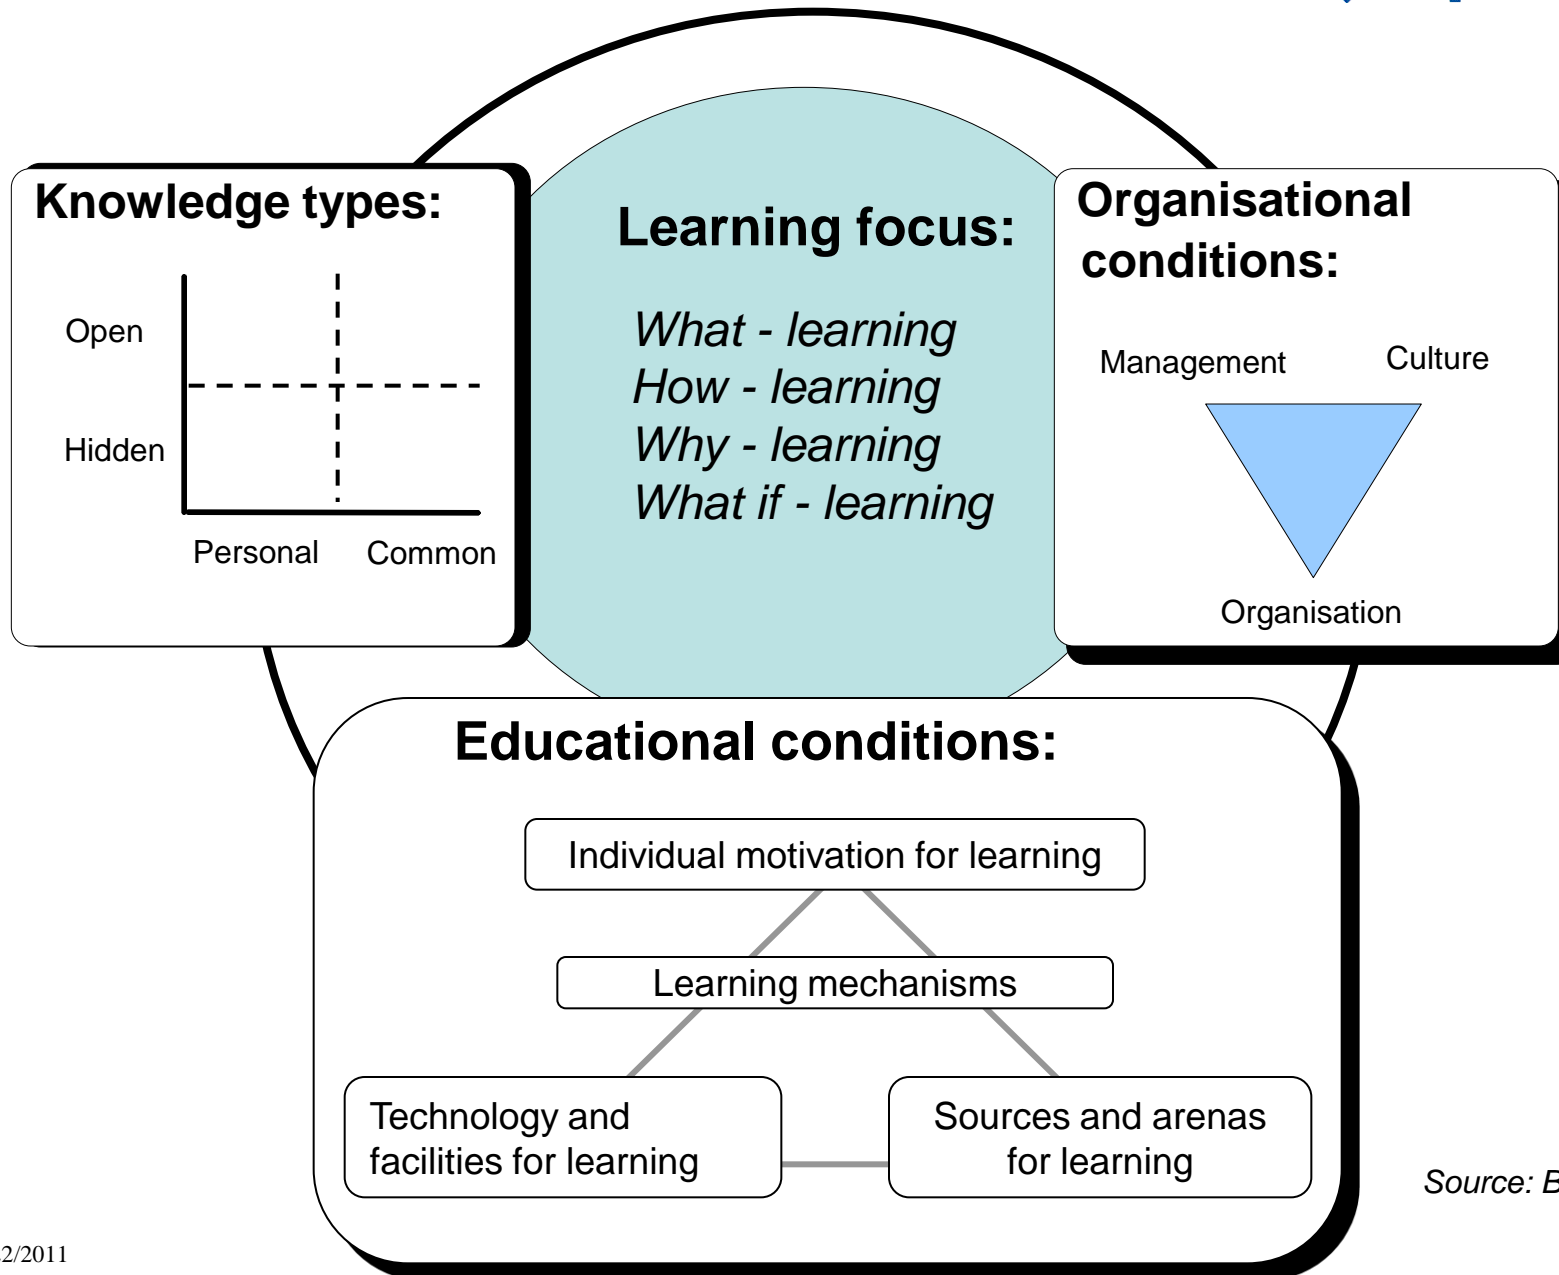 Knowledge types:
Open
Hidden
Personal Common
Learning focus:
What - learning
How - learning
Why - learning
What if - learning
Organisational
conditions:
Management Culture
Organisation
Educational conditions:
Individual motivation for learning
Learning mechanisms
Technology and
facilities for learning
Sources and arenas
for learning
Source: B
2/2011